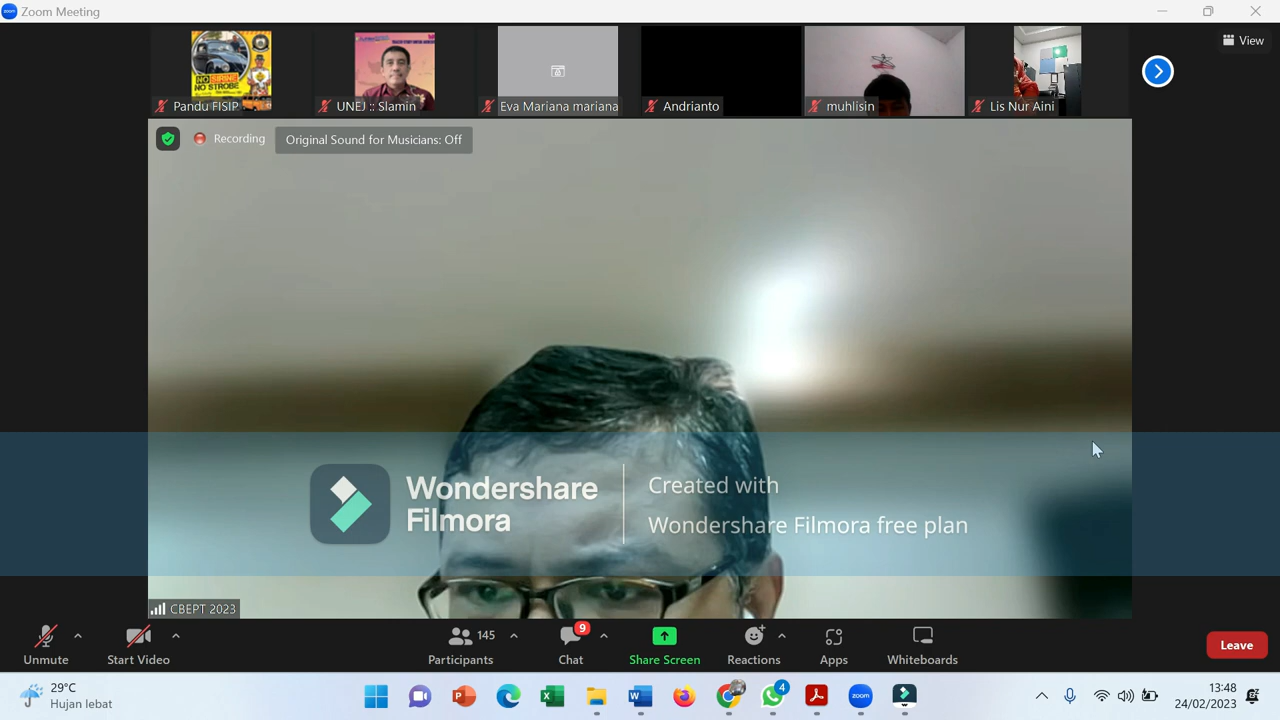 Zoom Meeting
View
NO SIRINE
NO STROBE
Pandu FISIP
UNEJ :: Slamin
Eva Mariana mariana
Andrianto
muhlisin
Lis Nur Aini
Recording
Original Sound for Musicians: Off
Wondershare
Filmora
Created with
Wondershare Filmora free plan
CBEPT 2023
Unmute
Start Video
145
Participants
9
Chat
Share Screen
Reactions
Apps
Whiteboards
Leave
29°C
Hujan lebat
4
zoom
13:48
24/02/2023